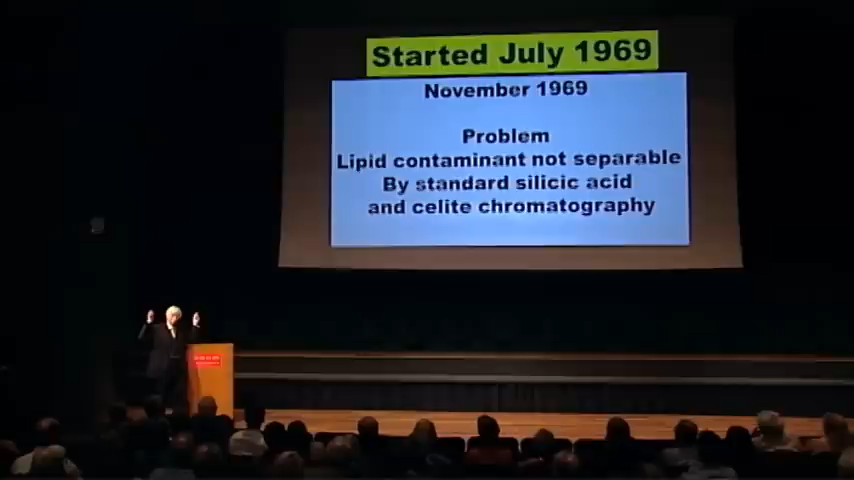 Started July 1969
November 1969
Problem
Lipid contaminant not separable
By standard silicic acid
and celite chromatography